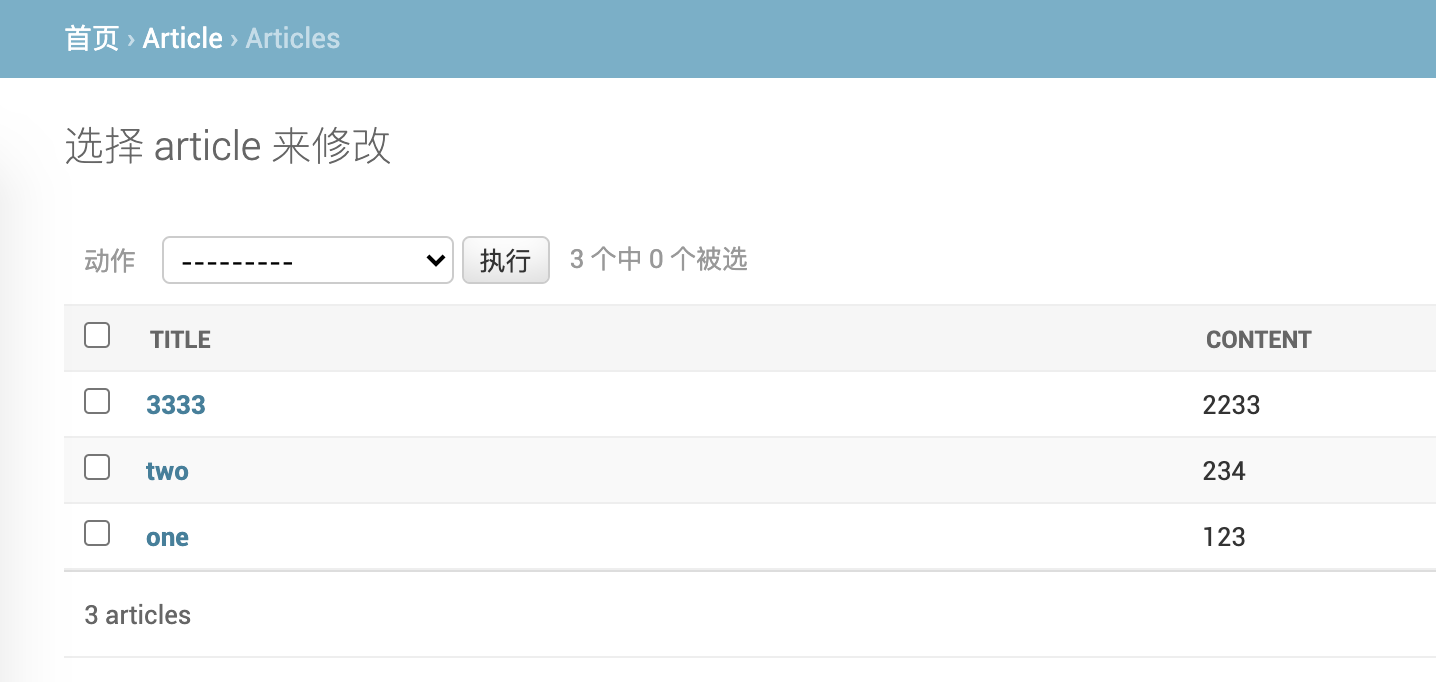 首页 › Article › Articles
选择 article 来修改
动作 --------- 执行 3 个中 0 个被选
TITLE CONTENT
3333 2233
two 234
one 123
3 articles